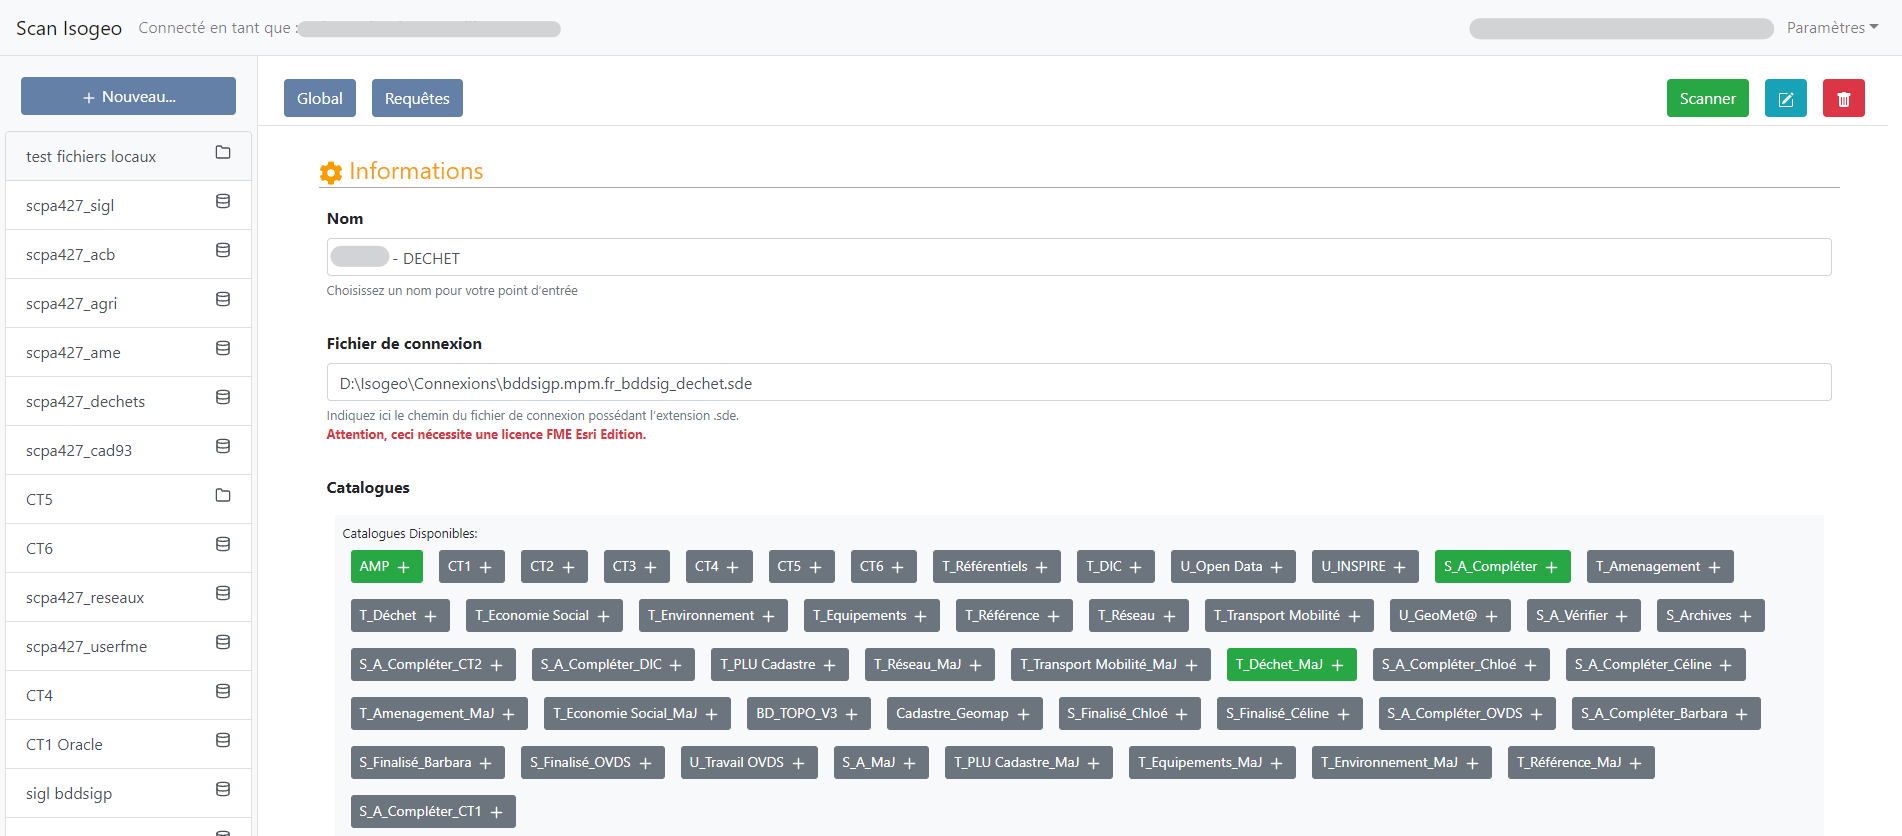 Scan Isogeo Connecté en tant que : Paramètres
+ Nouveau...
Global Requêtes Scanner
test fichiers locaux
scpa427_sigl
scpa427_acb
scpa427_agri
scpa427_ame
scpa427_dechets
scpa427_cad93
CT5
CT6
scpa427_reseaux
scpa427_userfme
CT4
CT1 Oracle
sigl bddsigp
Informations
Nom
- DECHET
Choisissez un nom pour votre point d'entrée
Fichier de connexion
D:\Isogeo\Connexions\bddsigp.mpm.fr_bddsig_dechet.sde
Indiquez ici le chemin du fichier de connexion possédant l'extension .sde.
Attention, ceci nécessite une licence FME Esri Edition.
Catalogues
Catalogues Disponibles:
AMP + CT1 + CT2 + CT3 + CT4 + CT5 + CT6 + T_Référentiels + T_DIC + U_Open Data + U_INSPIRE + S_A_Compléter + T_Amenagement +
T_Déchet + T_Economie Social + T_Environnement + T_Equipements + T_Référence + T_Réseau + T_Transport Mobilité + U_GeoMet@ + S_A_Vérifier + S_Archives +
S_A_Compléter_CT2 + S_A_Compléter_DIC + T_PLU Cadastre + T_Réseau_MaJ + T_Transport Mobilité_MaJ + T_Déchet_MaJ + S_A_Compléter_Chloé + S_A_Compléter_Céline +
T_Amenagement_MaJ + T_Economie Social_MaJ + BD_TOPO_V3 + Cadastre_Geomap + S_Finalisé_Chloé + S_Finalisé_Céline + S_A_Compléter_OVDS + S_A_Compléter_Barbara +
S_Finalisé_Barbara + S_Finalisé_OVDS + U_Travail OVDS + S_A_MaJ + T_PLU Cadastre_MaJ + T_Equipements_MaJ + T_Environnement_MaJ + T_Référence_MaJ +
S_A_Compléter_CT1 +